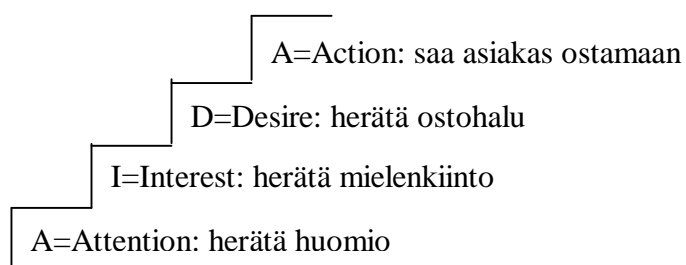 A=Action: saa asiakas ostamaan
D=Desire: herätä ostohalu
I=Interest: herätä mielenkiinto
A=Attention: herätä huomio